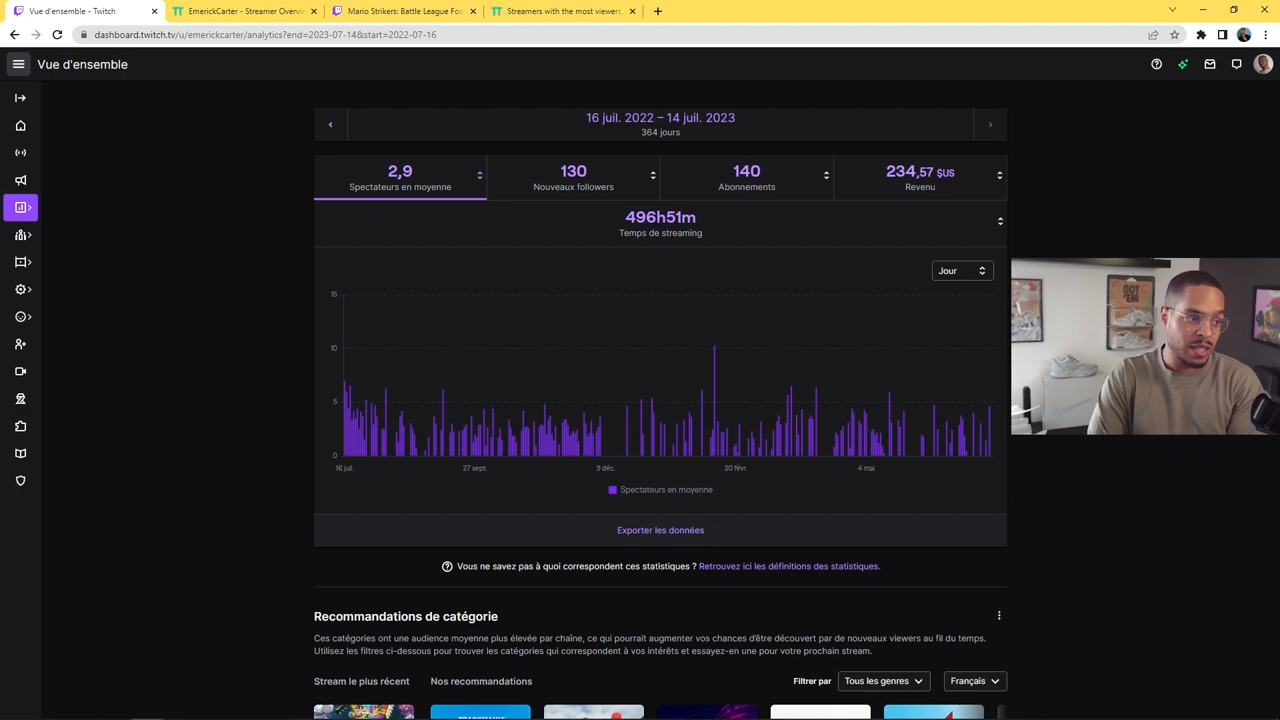 Vue d'ensemble - Twitch
EmerickCarter - Streamer Overvi
Mario Strikers: Battle League Foo
Streamers with the most viewers,
dashboard.twitch.tv/u/emerickcarter/analytics?end=2023-07-14&start=2022-07-16
Vue d'ensemble
16 juil. 2022 – 14 juil. 2023
364 jours
2,9
Spectateurs en moyenne
130
Nouveaux followers
140
Abonnements
234,57 $US
Revenu
496h51m
Temps de streaming
Jour
15
10
5
0
16 juil.
27 sept.
9 déc.
20 févr.
4 mai
Spectateurs en moyenne
Exporter les données
Vous ne savez pas à quoi correspondent ces statistiques ? Retrouvez ici les définitions des statistiques.
Recommandations de catégorie
Ces catégories ont une audience moyenne plus élevée par chaîne, ce qui pourrait augmenter vos chances d'être découvert par de nouveaux viewers au fil du temps.
Utilisez les filtres ci-dessous pour trouver les catégories qui correspondent à vos intérêts et essayez-en une pour votre prochain stream.
Stream le plus récent
Nos recommandations
Filtrer par
Tous les genres
Français
GOT
'EM